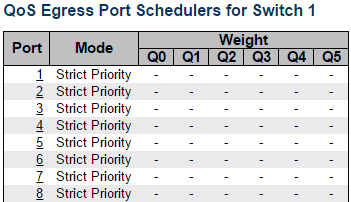 QoS Egress Port Schedulers for Switch 1
Port Mode Weight
Q0 Q1 Q2 Q3 Q4 Q5
1 Strict Priority - - - - - -
2 Strict Priority - - - - - -
3 Strict Priority - - - - - -
4 Strict Priority - - - - - -
5 Strict Priority - - - - - -
6 Strict Priority - - - - - -
7 Strict Priority - - - - - -
8 Strict Priority - - - - - -